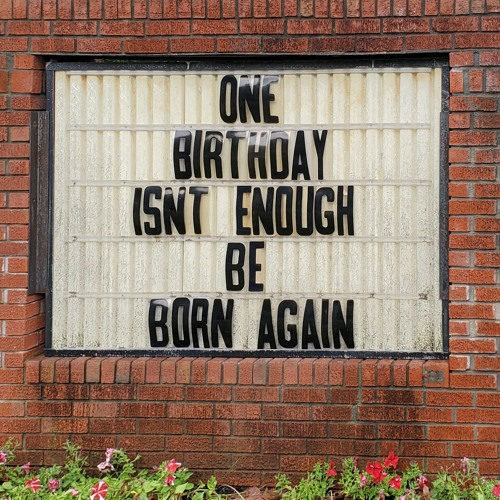 ONE
BIRTHDAY
ISNT ENOUGH
BE
BORN AGAIN